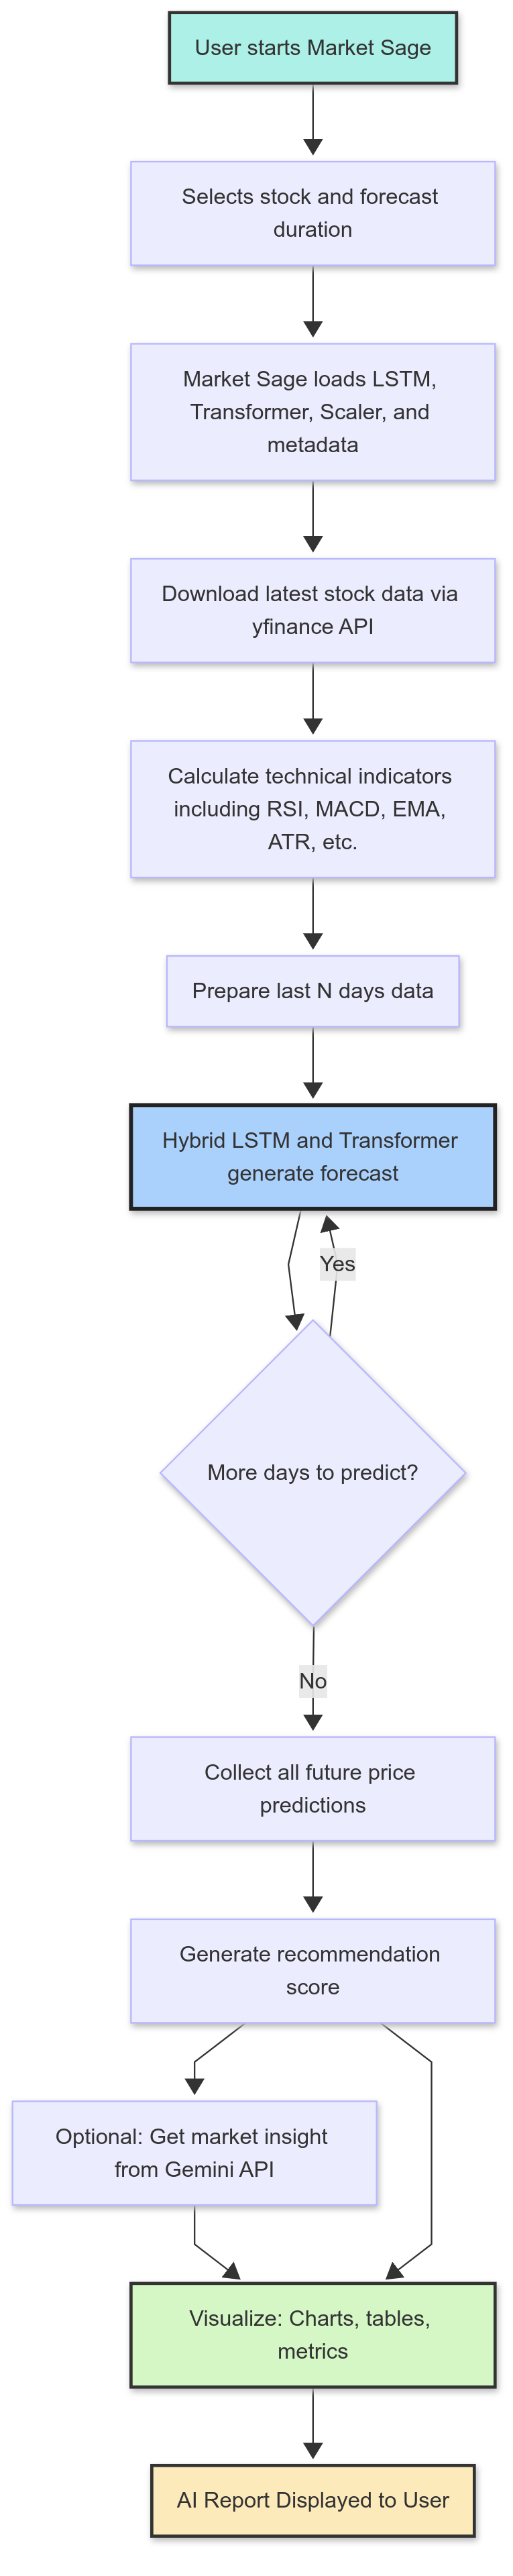 User starts Market Sage
Selects stock and forecast
duration
Market Sage loads LSTM,
Transformer, Scaler, and
metadata
Download latest stock data via
yfinance API
Calculate technical indicators
including RSI, MACD, EMA,
ATR, etc.
Prepare last N days data
Hybrid LSTM and Transformer
generate forecast
Yes
More days to predict?
No
Collect all future price
predictions
Generate recommendation
score
Optional: Get market insight
from Gemini API
Visualize: Charts, tables,
metrics
AI Report Displayed to User